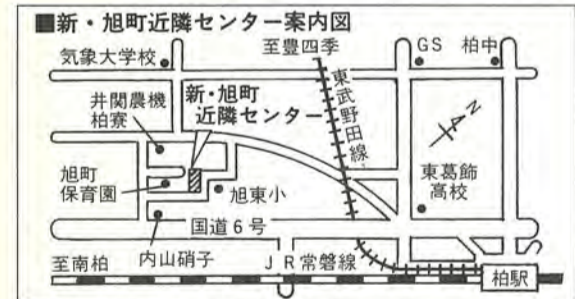 ■新・旭町近隣センター案内図
至豊四季
気象大学校
GS
柏中
井関農機
柏寮
新・旭町
近隣センター
東武野田線
N
旭町
保育園
旭東小
東葛飾
高校
国道6号
内山硝子
至南柏
JR常磐線
柏駅